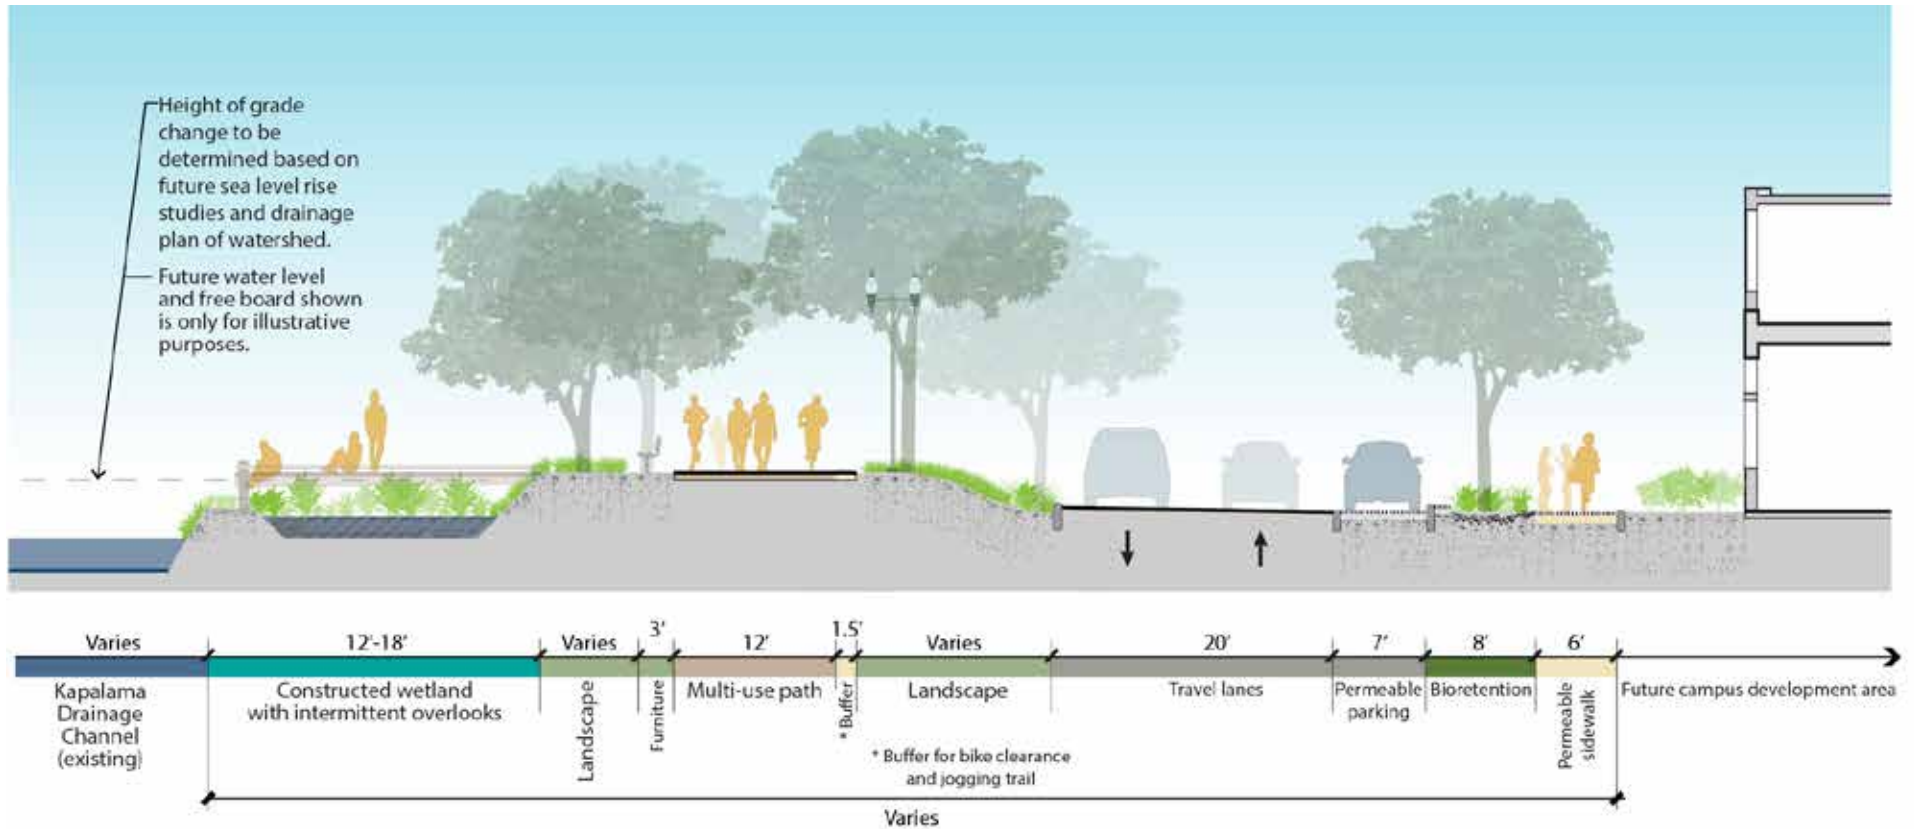 Height of grade
change to be
determined based on
future sea level rise
studies and drainage
plan of watershed.
Future water level
and free board shown
is only for illustrative
purposes.
Varies
12'-18'
Varies
3'
12'
1.5'
Varies
20'
7'
8'
6'
Kapalama
Drainage
Channel
(existing)
Constructed wetland
with intermittent overlooks
Landscape
Furniture
Multi-use path
* Buffer
Landscape
Travel lanes
Permeable
parking
Bioretention
Permeable
sidewalk
Future campus development area
* Buffer for bike clearance
and jogging trail
Varies